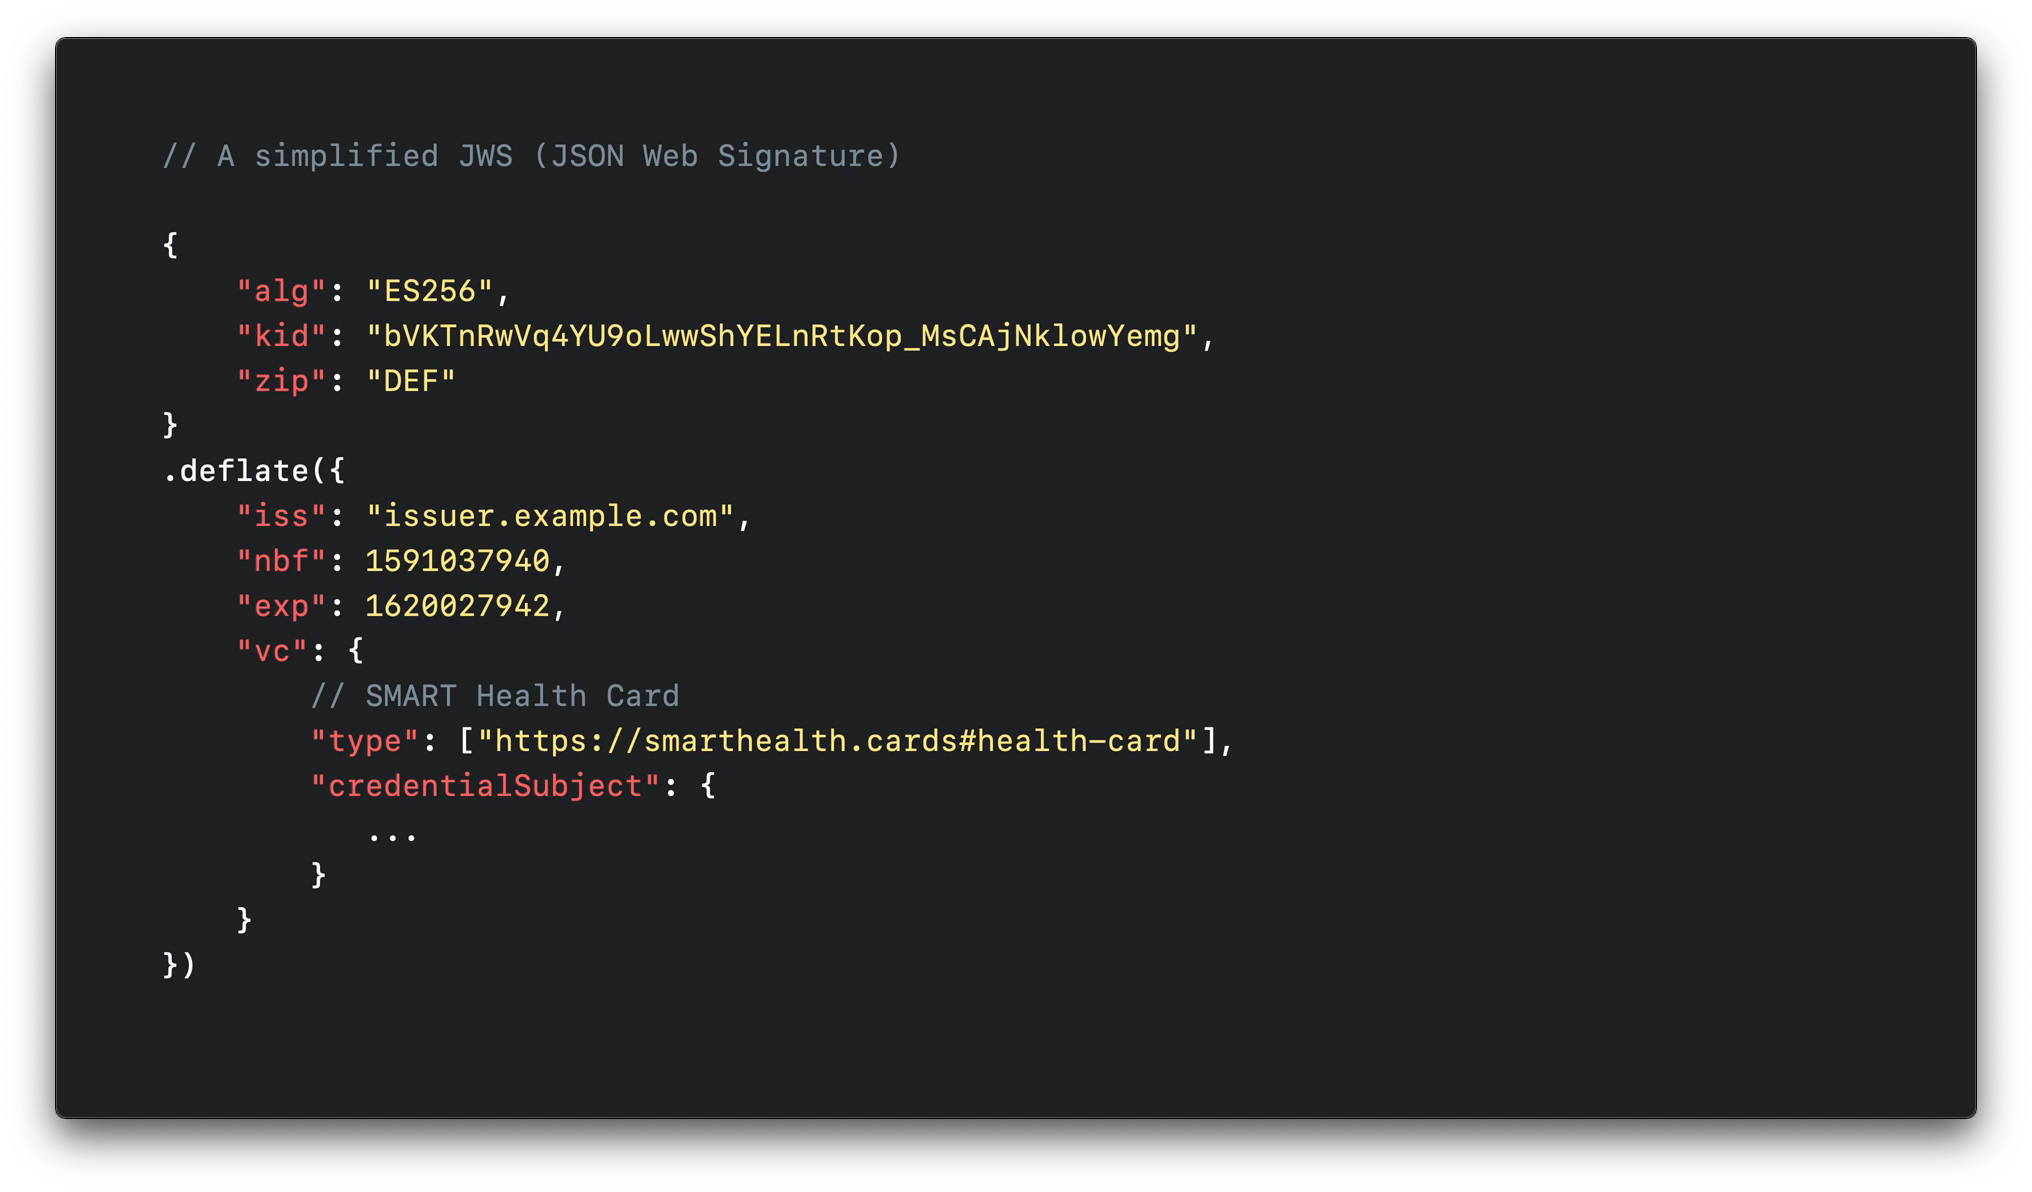 // A simplified JWS (JSON Web Signature)
{
"alg": "ES256",
"kid": "bVKTnRwVq4YU9oLwwShYELnRtKop_MsCAjNklowYemg",
"zip": "DEF"
}
.deflate({
"iss": "issuer.example.com",
"nbf": 1591037940,
"exp": 1620027942,
"vc": {
// SMART Health Card
"type": ["https://smarthealth.cards#health-card"],
"credentialSubject": {
...
}
}
})